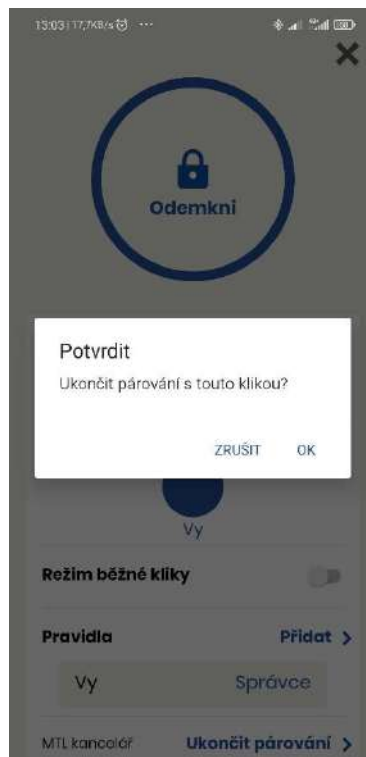 13:03 | 17,7KB/s
Odemkni
Potvrdit
Ukončit párování s touto klikou?
ZRUŠIT OK
Vy
Režim běžné kliky
Pravidla Přidat >
Vy Správce
MTL kancelář Ukončit párování >